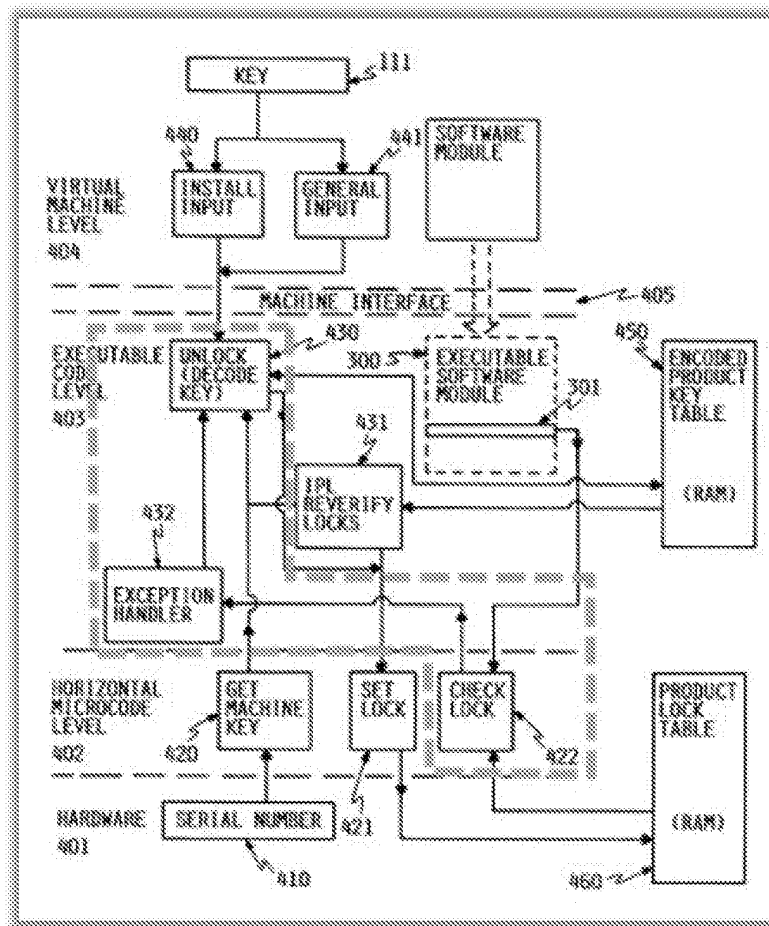 KEY
111
440
441
SOFTWARE
MODULE
INSTALL
INPUT
GENERAL
INPUT
VIRTUAL
MACHINE
LEVEL
404
MACHINE INTERFACE
405
430
EXECUTABLE
CODE LEVEL
403
UNLOCK
(DECODE
KEY)
300
EXECUTABLE
SOFTWARE
MODULE
301
450
ENCODED
PRODUCT
KEY
TABLE
(RAM)
431
IPL
REVERIFY
LOCKS
432
EXCEPTION
HANDLER
HORIZONTAL
MICROCODE
LEVEL
402
GET
MACHINE
KEY
420
SET
LOCK
421
CHECK
LOCK
422
PRODUCT
LOCK
TABLE
(RAM)
460
HARDWARE
401
SERIAL NUMBER
410